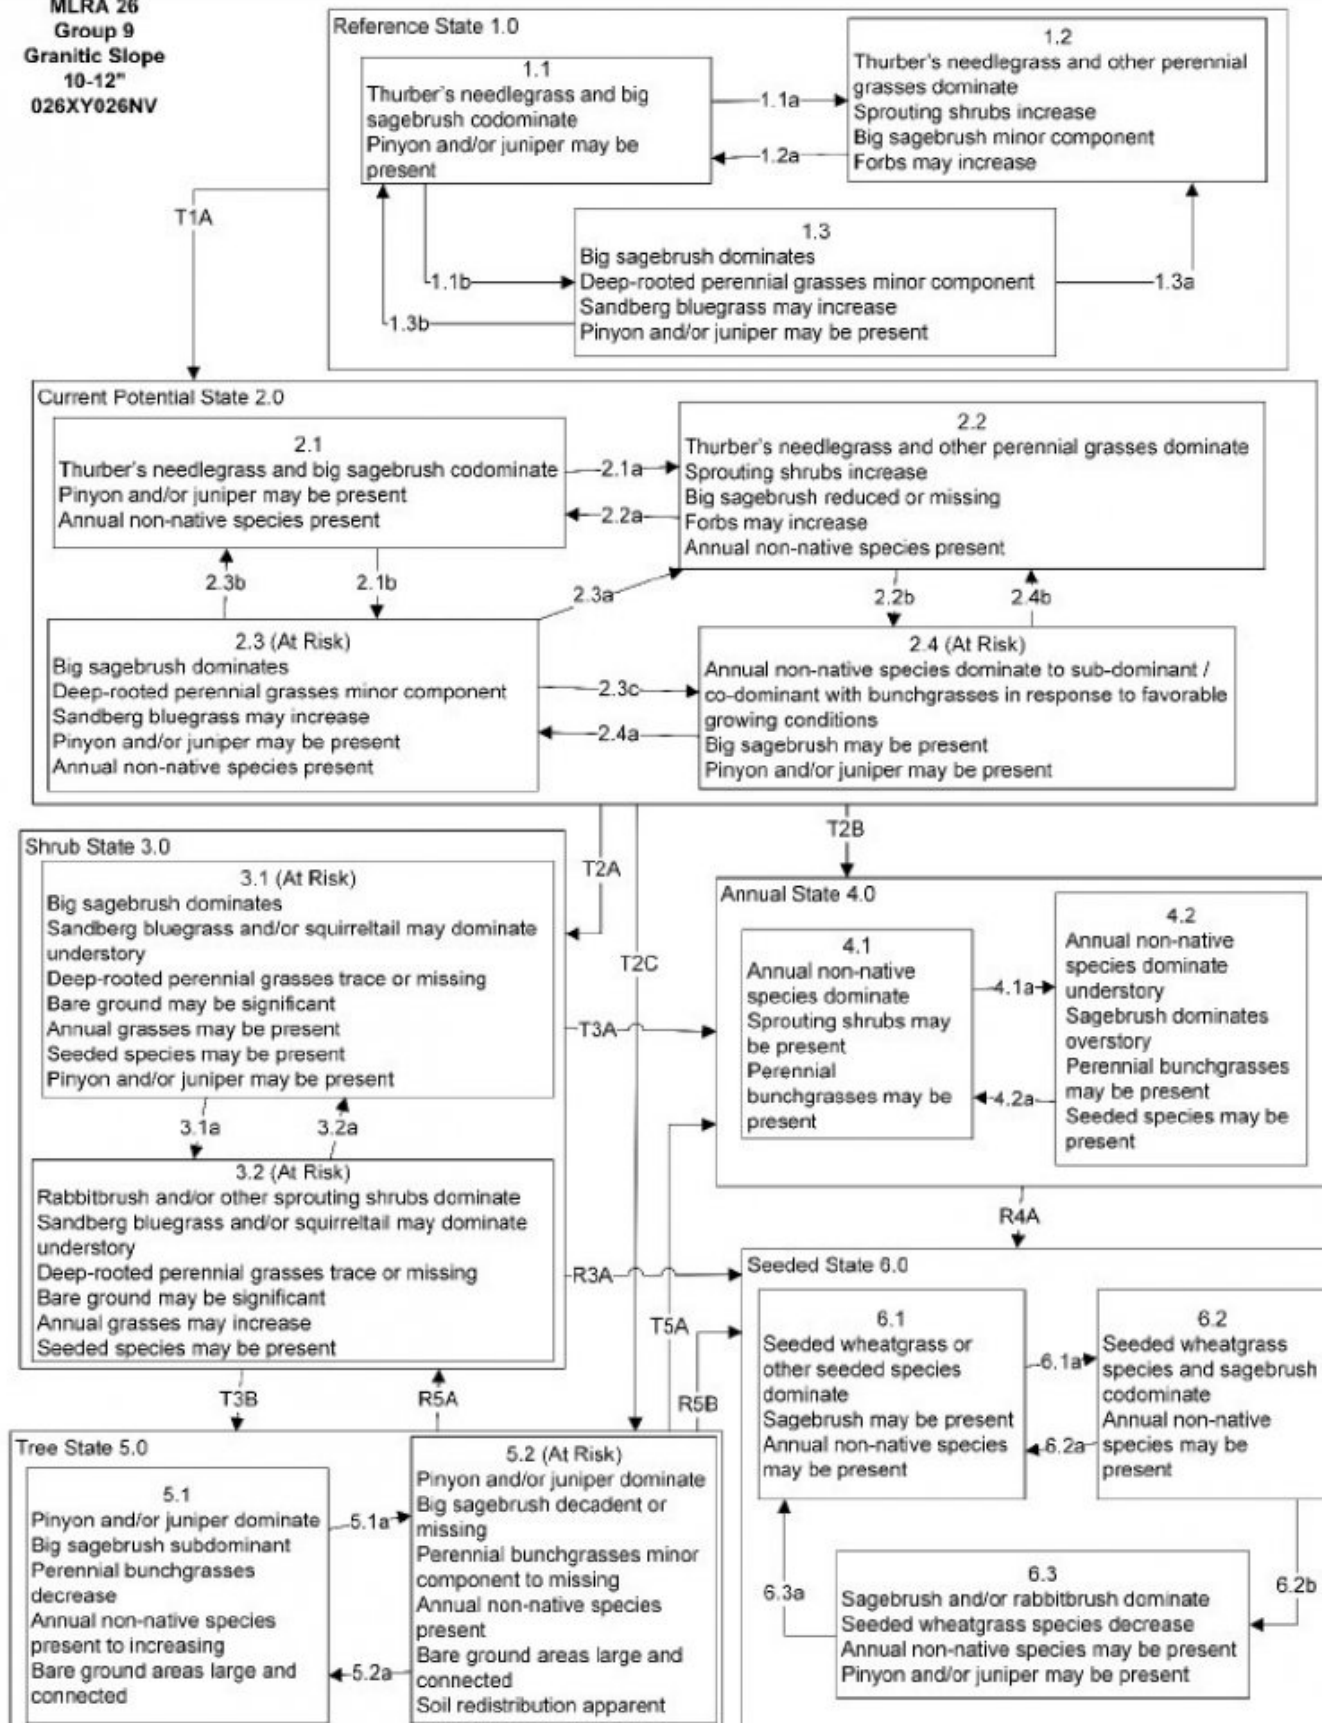 MLRA 26
Group 9
Granitic Slope
10-12"
026XY026NV
Reference State 1.0
1.1
Thurber's needlegrass and big
sagebrush codominate
Pinyon and/or juniper may be
present
1.1a
1.2a
1.2
Thurber's needlegrass and other perennial
grasses dominate
Sprouting shrubs increase
Big sagebrush minor component
Forbs may increase
T1A
1.1b
1.3b
1.3
Big sagebrush dominates
Deep-rooted perennial grasses minor component
Sandberg bluegrass may increase
Pinyon and/or juniper may be present
1.3a
Current Potential State 2.0
2.1
Thurber's needlegrass and big sagebrush codominate
Pinyon and/or juniper may be present
Annual non-native species present
2.1a
2.2a
2.2
Thurber's needlegrass and other perennial grasses dominate
Sprouting shrubs increase
Big sagebrush reduced or missing
Forbs may increase
Annual non-native species present
2.3b
2.1b
2.3a
2.2b
2.4b
2.3 (At Risk)
Big sagebrush dominates
Deep-rooted perennial grasses minor component
Sandberg bluegrass may increase
Pinyon and/or juniper may be present
Annual non-native species present
2.3c
2.4a
2.4 (At Risk)
Annual non-native species dominate to sub-dominant /
co-dominant with bunchgrasses in response to favorable
growing conditions
Big sagebrush may be present
Pinyon and/or juniper may be present
T2A
T2C
T2B
Shrub State 3.0
3.1 (At Risk)
Big sagebrush dominates
Sandberg bluegrass and/or squirreltail may dominate
understory
Deep-rooted perennial grasses trace or missing
Bare ground may be significant
Annual grasses may be present
Seeded species may be present
Pinyon and/or juniper may be present
3.1a
3.2a
3.2 (At Risk)
Rabbitbrush and/or other sprouting shrubs dominate
Sandberg bluegrass and/or squirreltail may dominate
understory
Deep-rooted perennial grasses trace or missing
Bare ground may be significant
Annual grasses may increase
Seeded species may be present
T3A
R3A
Annual State 4.0
4.1
Annual non-native
species dominate
Sprouting shrubs may
be present
Perennial
bunchgrasses may be
present
4.1a
4.2a
4.2
Annual non-native
species dominate
understory
Sagebrush dominates
overstory
Perennial bunchgrasses
may be present
Seeded species may be
present
R4A
T5A
R5B
T3B
R5A
Tree State 5.0
5.1
Pinyon and/or juniper dominate
Big sagebrush subdominant
Perennial bunchgrasses
decrease
Annual non-native species
present to increasing
Bare ground areas large and
connected
5.1a
5.2a
5.2 (At Risk)
Pinyon and/or juniper dominate
Big sagebrush decadent or
missing
Perennial bunchgrasses minor
component to missing
Annual non-native species
present
Bare ground areas large and
connected
Soil redistribution apparent
Seeded State 6.0
6.1
Seeded wheatgrass or
other seeded species
dominate
Sagebrush may be present
Annual non-native species
may be present
6.1a
6.2a
6.2
Seeded wheatgrass
species and sagebrush
codominate
Annual non-native
species may be
present
6.3a
6.2b
6.3
Sagebrush and/or rabbitbrush dominate
Seeded wheatgrass species decrease
Annual non-native species may be present
Pinyon and/or juniper may be present